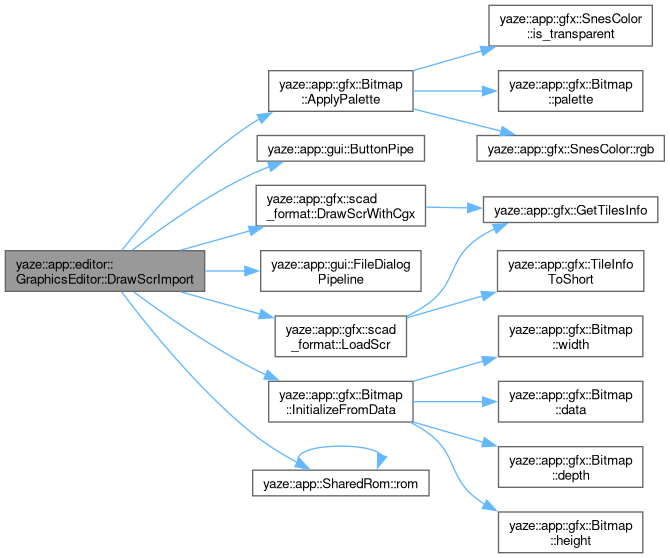 yaze::app::gfx::SnesColor
::is_transparent
yaze::app::gfx::Bitmap
::ApplyPalette
yaze::app::gfx::Bitmap
::palette
yaze::app::gui::ButtonPipe
yaze::app::gfx::SnesColor::rgb
yaze::app::gfx::scad
_format::DrawScrWithCgx
yaze::app::gfx::GetTilesInfo
yaze::app::editor::
GraphicsEditor::DrawScrImport
yaze::app::gui::FileDialog
Pipeline
yaze::app::gfx::TileInfo
ToShort
yaze::app::gfx::scad
_format::LoadScr
yaze::app::gfx::Bitmap
::width
yaze::app::gfx::Bitmap
::InitializeFromData
yaze::app::gfx::Bitmap
::data
yaze::app::gfx::Bitmap
::depth
yaze::app::SharedRom::rom
yaze::app::gfx::Bitmap
::height